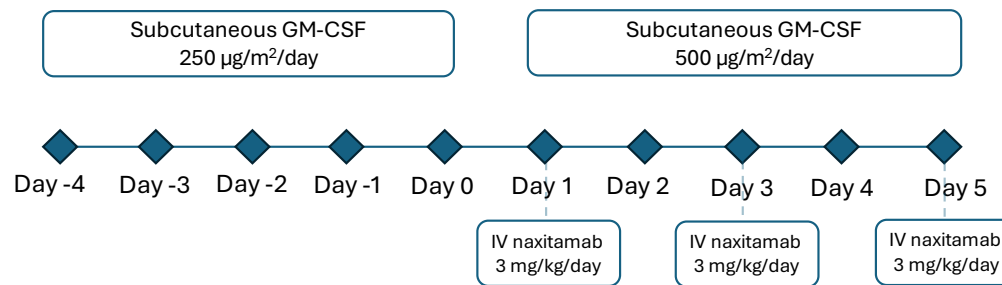 Subcutaneous GM-CSF
250 µg/m²/day
Subcutaneous GM-CSF
500 µg/m²/day
Day -4
Day -3
Day -2
Day -1
Day 0
Day 1
Day 2
Day 3
Day 4
Day 5
IV naxitamab
3 mg/kg/day
IV naxitamab
3 mg/kg/day
IV naxitamab
3 mg/kg/day